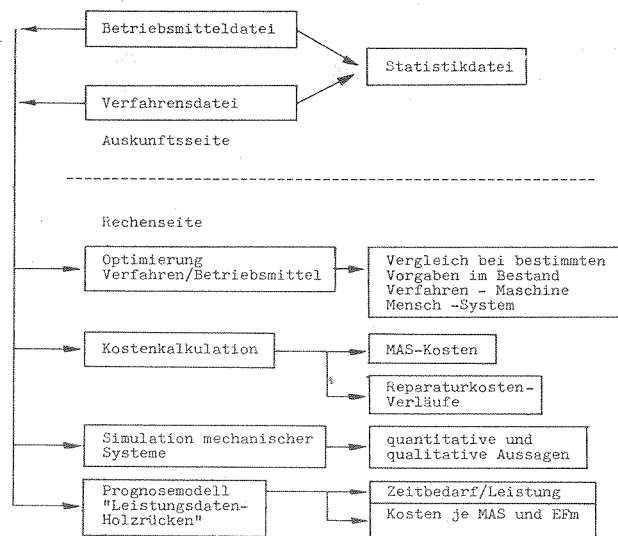 Betriebsmitteldatei
Statistikdatei
Verfahrensdatei
Auskunftsseite
Rechenseite
Optimierung
Verfahren/Betriebsmittel
Vergleich bei bestimmten
Vorgaben im Bestand
Verfahren - Maschine
Mensch -System
Kostenkalkulation
MAS-Kosten
Reparaturkosten-
Verläufe
Simulation mechanischer
Systeme
quantitative und
qualitative Aussagen
Prognosemodell
"Leistungsdaten-
Holzrücken"
Zeitbedarf/Leistung
Kosten je MAS und EFm